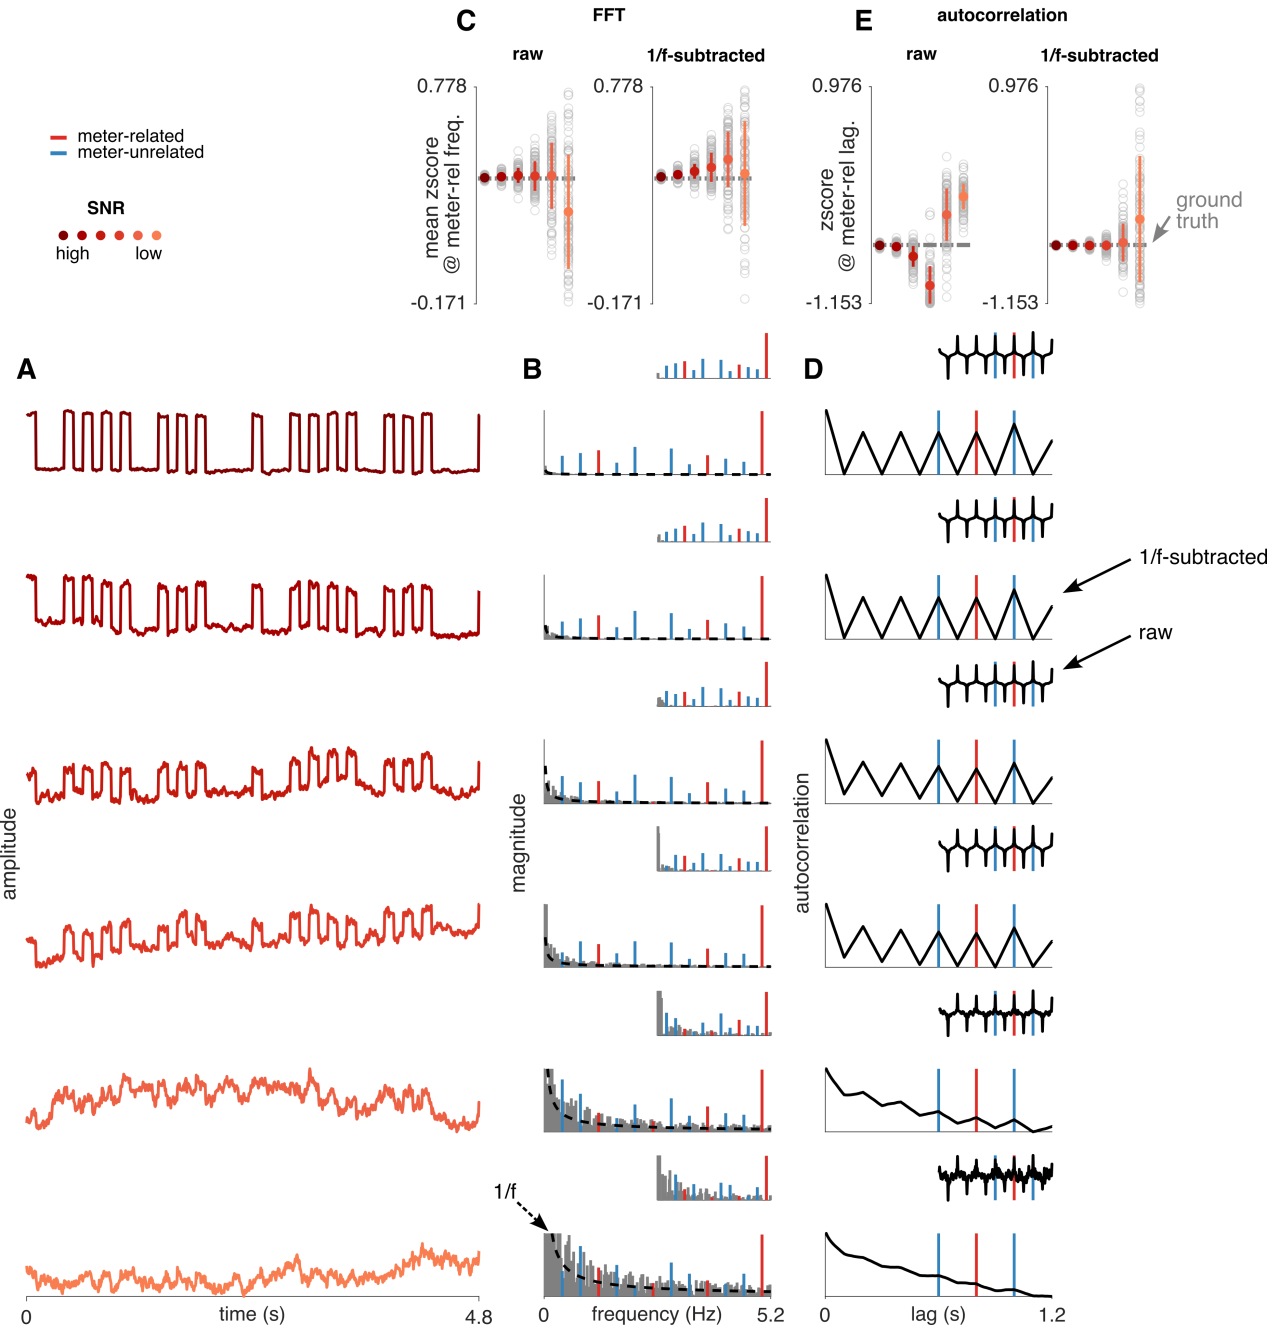 C
FFT
E
autocorrelation
raw
1/f-subtracted
raw
1/f-subtracted
0.778
0.778
0.976
0.976
mean zscore
@ meter-rel freq.
zscore
@ meter-rel lag.
-0.171
-0.171
-1.153
-1.153
meter-related
meter-unrelated
SNR
high
low
ground
truth
A
B
D
1/f-subtracted
raw
amplitude
magnitude
autocorrelation
1/f
0
time (s)
4.8
0
frequency (Hz)
5.2
0
lag (s)
1.2